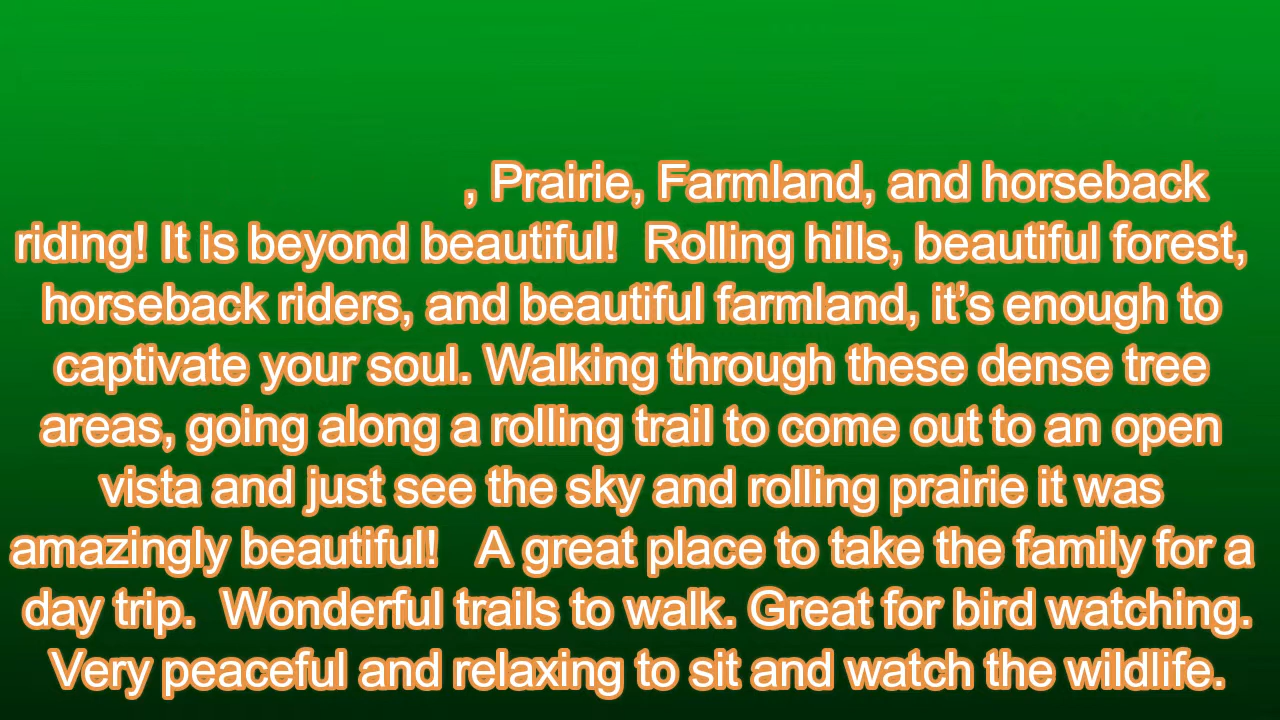 , Prairie, Farmland, and horseback
riding! It is beyond beautiful!  Rolling hills, beautiful forest,
horseback riders, and beautiful farmland, it’s enough to
captivate your soul. Walking through these dense tree
areas, going along a rolling trail to come out to an open
vista and just see the sky and rolling prairie it was
amazingly beautiful!   A great place to take the family for a
day trip.  Wonderful trails to walk. Great for bird watching.
Very peaceful and relaxing to sit and watch the wildlife.